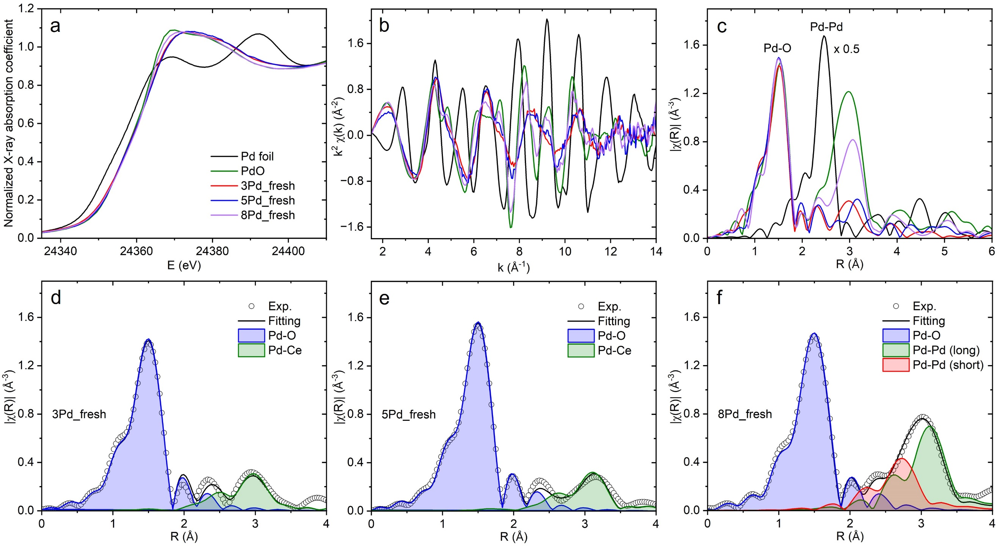 a
Normalized X-ray absorption coefficient
1.2
1.0
0.8
0.6
0.4
0.2
0.0
Pd foil
PdO
3Pd_fresh
5Pd_fresh
8Pd_fresh
24340 24360 24380 24400
E (eV)
b
k² χ(k) (Å⁻²)
1.6
0.8
0.0
−0.8
−1.6
2 4 6 8 10 12 14
k (Å⁻¹)
c
|χ(R)| (Å⁻³)
1.6
1.2
0.8
0.4
0.0
Pd-Pd
Pd-O
x 0.5
0 1 2 3 4 5 6
R (Å)
d
|χ(R)| (Å⁻³)
1.6
1.2
0.8
0.4
0.0
Exp.
Fitting
Pd-O
Pd-Ce
3Pd_fresh
0 1 2 3 4
R (Å)
e
|χ(R)| (Å⁻³)
1.6
1.2
0.8
0.4
0.0
Exp.
Fitting
Pd-O
Pd-Ce
5Pd_fresh
0 1 2 3 4
R (Å)
f
|χ(R)| (Å⁻³)
1.6
1.2
0.8
0.4
0.0
Exp.
Fitting
Pd-O
Pd-Pd (long)
Pd-Pd (short)
8Pd_fresh
0 1 2 3 4
R (Å)